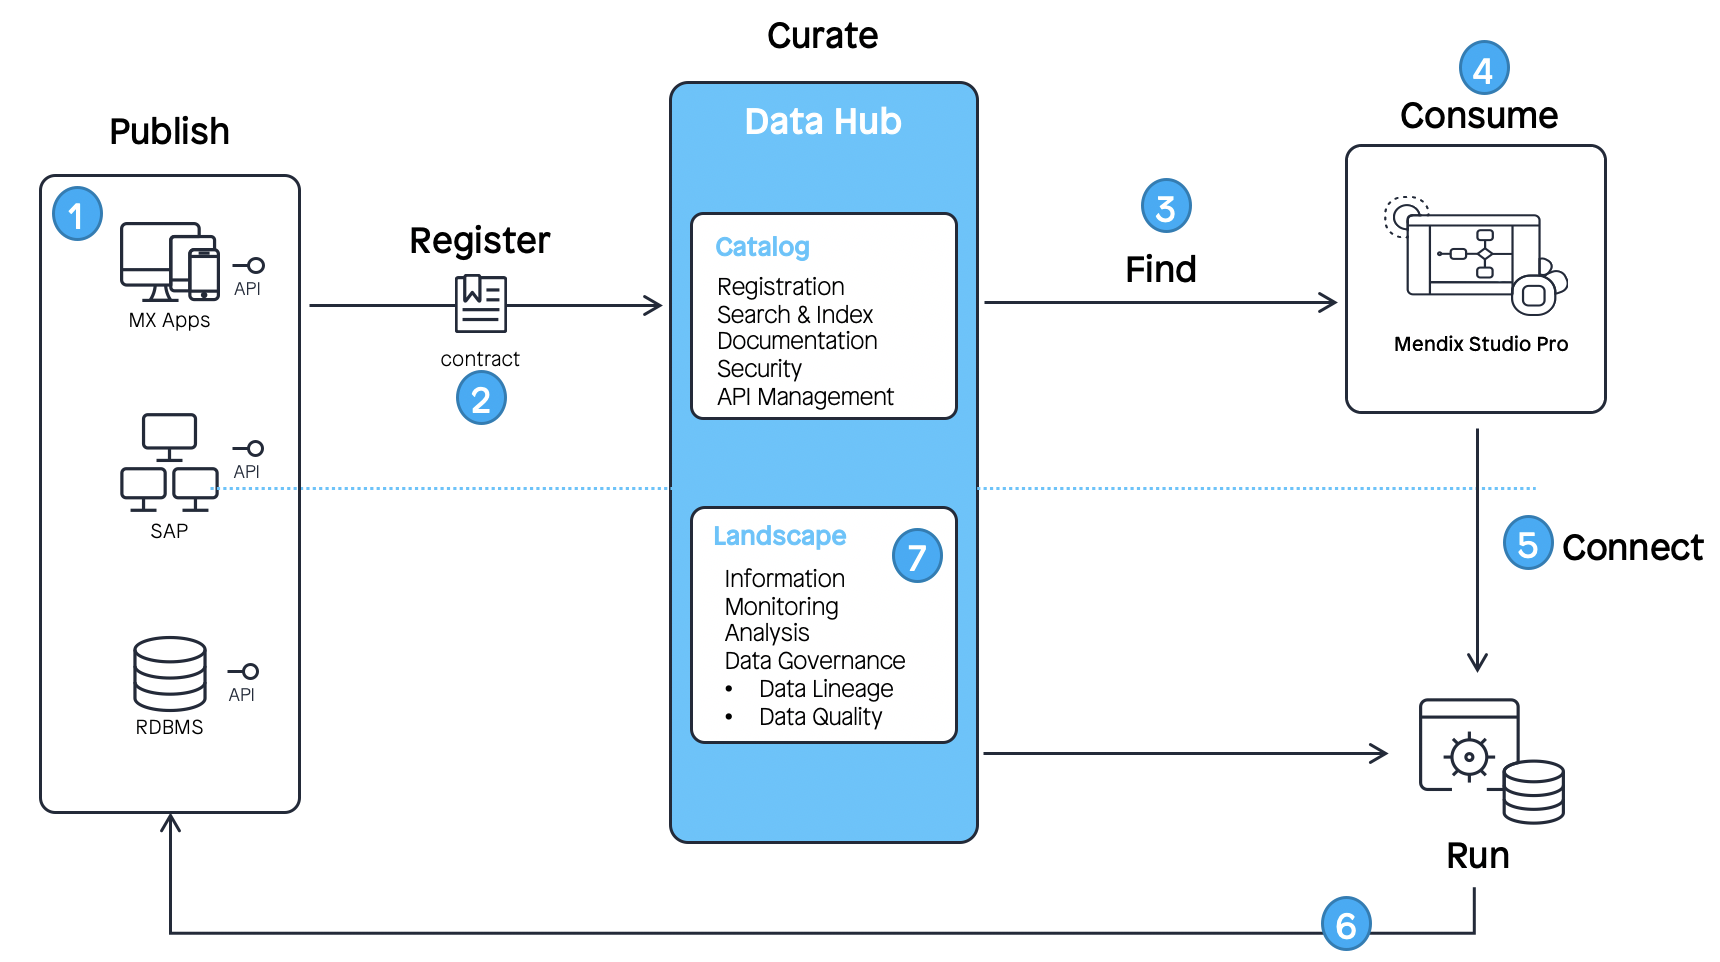 Curate
Publish
1
API
MX Apps
API
SAP
API
RDBMS
Register
contract
2
Data Hub
Catalog
Registration
Search & Index
Documentation
Security
API Management
Landscape
7
Information
Monitoring
Analysis
Data Governance
• Data Lineage
• Data Quality
3
Find
4
Consume
Mendix Studio Pro
5 Connect
Run
6